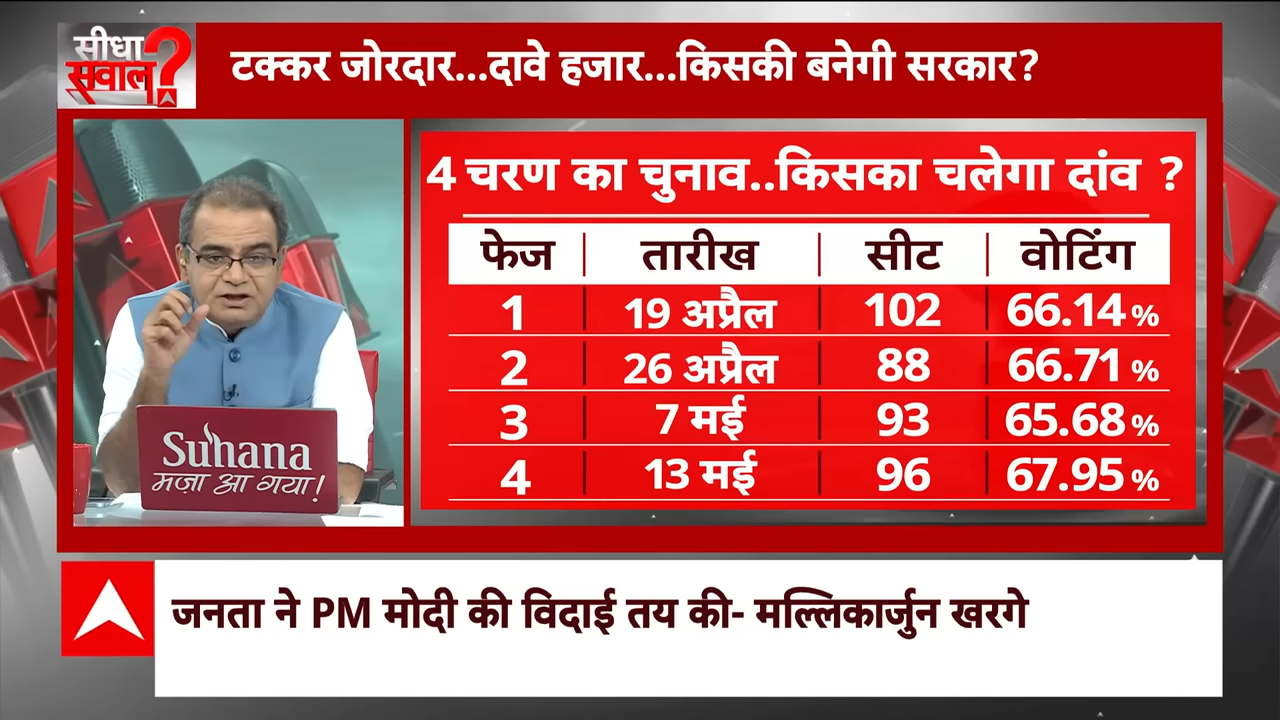 सीधा
सवाल?
टक्कर जोरदार...दावे हजार...किसकी बनेगी सरकार?
4 चरण का चुनाव..किसका चलेगा दांव ?
फेज तारीख सीट वोटिंग
1 19 अप्रैल 102 66.14%
2 26 अप्रैल 88 66.71%
3 7 मई 93 65.68%
4 13 मई 96 67.95%
Suhana
मज़ा आ गया!
जनता ने PM मोदी की विदाई तय की- मल्लिकार्जुन खरगे